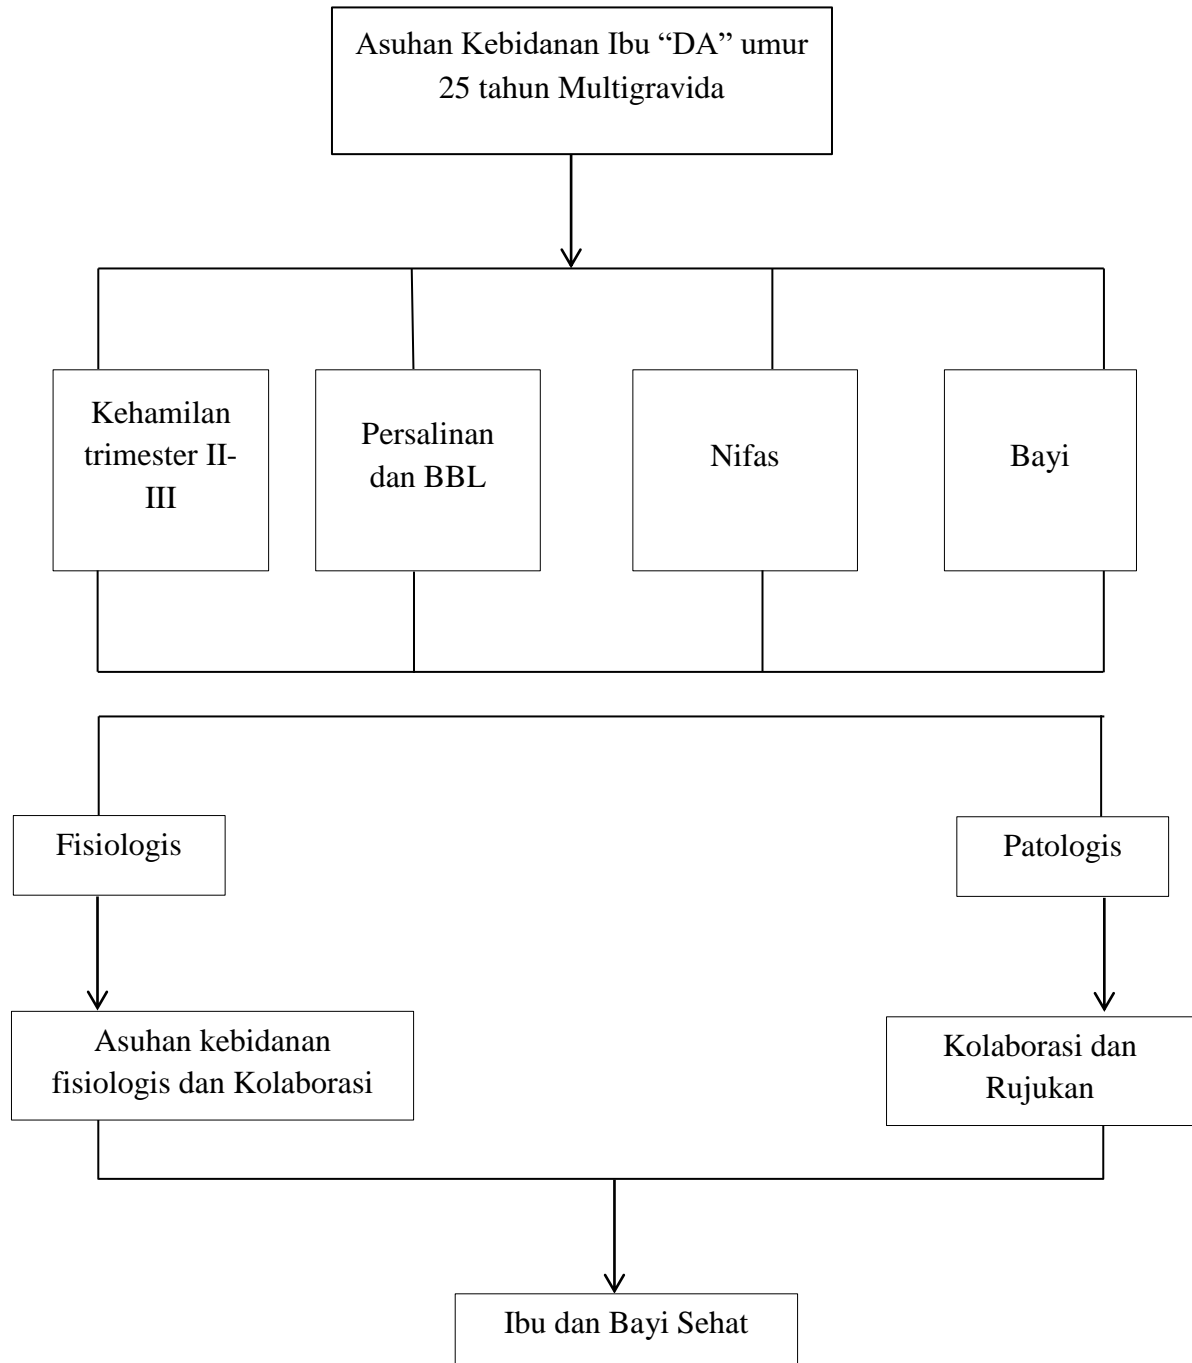 Asuhan Kebidanan Ibu “DA” umur
25 tahun Multigravida
Kehamilan
trimester II-
III
Persalinan
dan BBL
Nifas
Bayi
Fisiologis
Patologis
Asuhan kebidanan
fisiologis dan Kolaborasi
Kolaborasi dan
Rujukan
Ibu dan Bayi Sehat